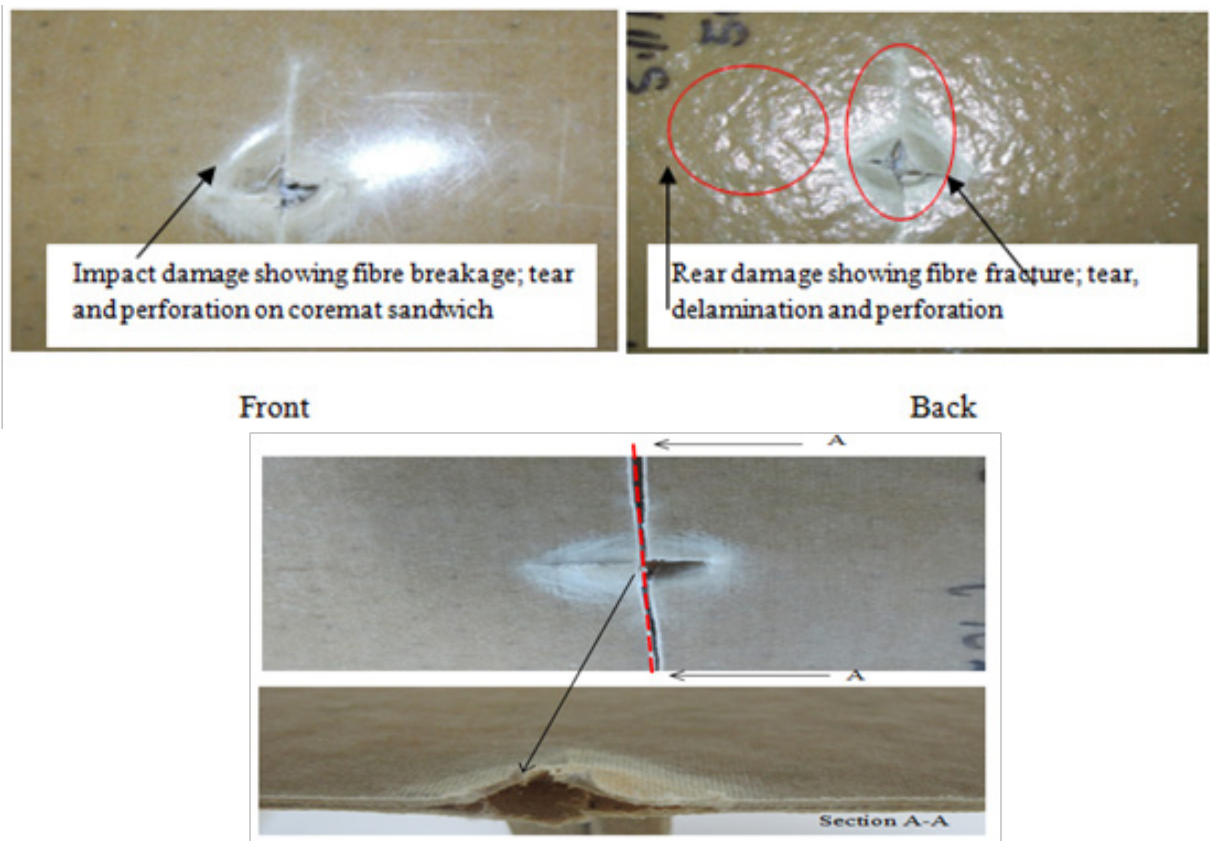 Impact damage showing fibre breakage; tear
and perforation on coremat sandwich
Rear damage showing fibre fracture; tear,
delamination and perforation
Front
Back
A
A
Section A-A